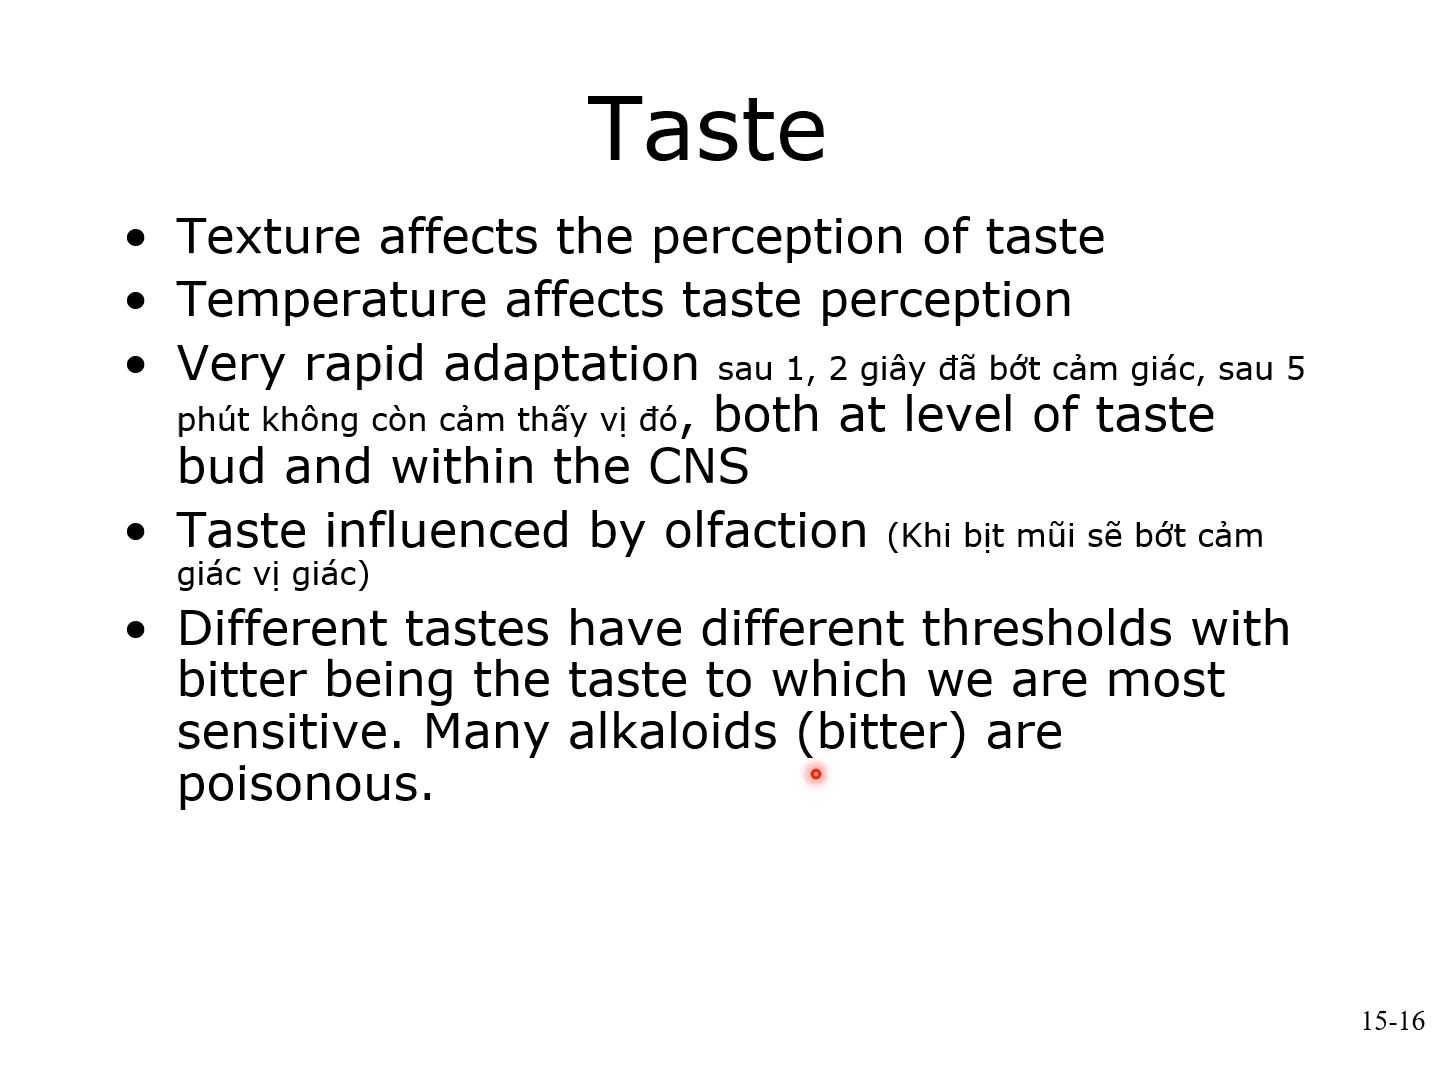 Taste
• Texture affects the perception of taste
• Temperature affects taste perception
• Very rapid adaptation sau 1, 2 giây đã bớt cảm giác, sau 5
phút không còn cảm thấy vị đó, both at level of taste
bud and within the CNS
• Taste influenced by olfaction (Khi bịt mũi sẽ bớt cảm
giác vị giác)
• Different tastes have different thresholds with
bitter being the taste to which we are most
sensitive. Many alkaloids (bitter) are
poisonous.
15-16